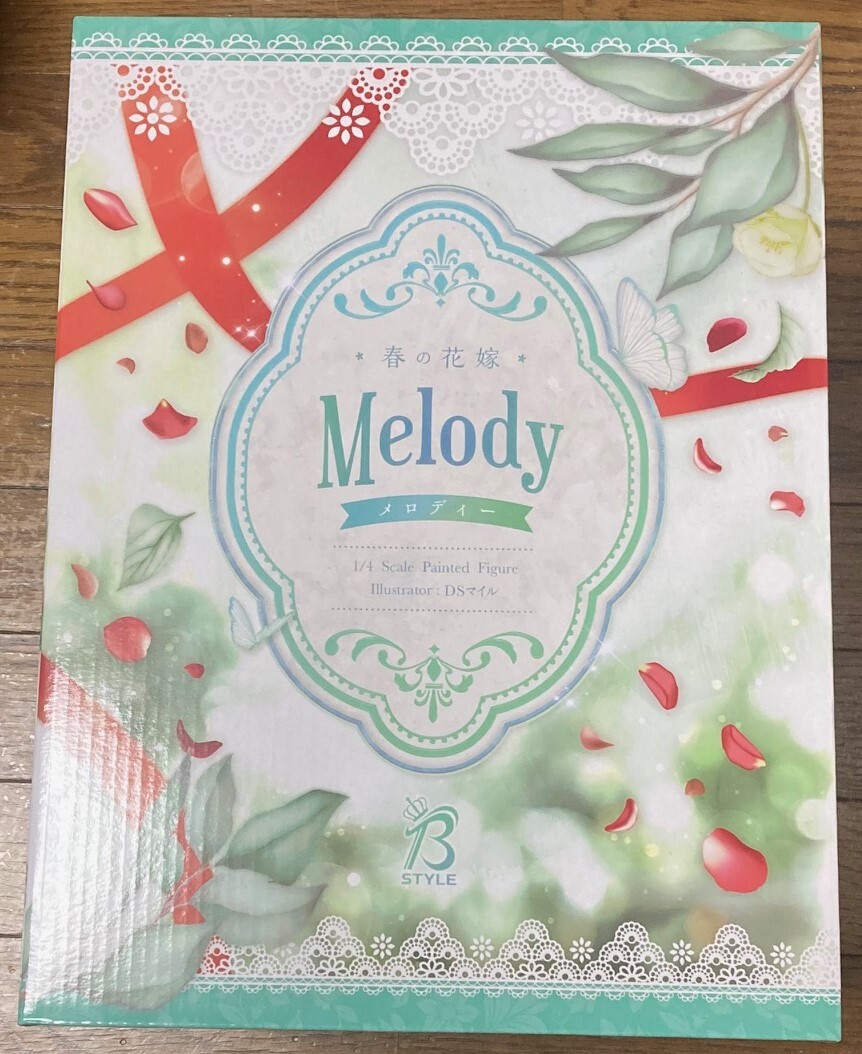 春の花嫁
Melody
メロディー
1/4 Scale Painted Figure
Illustrator : DSマイル
B
STYLE